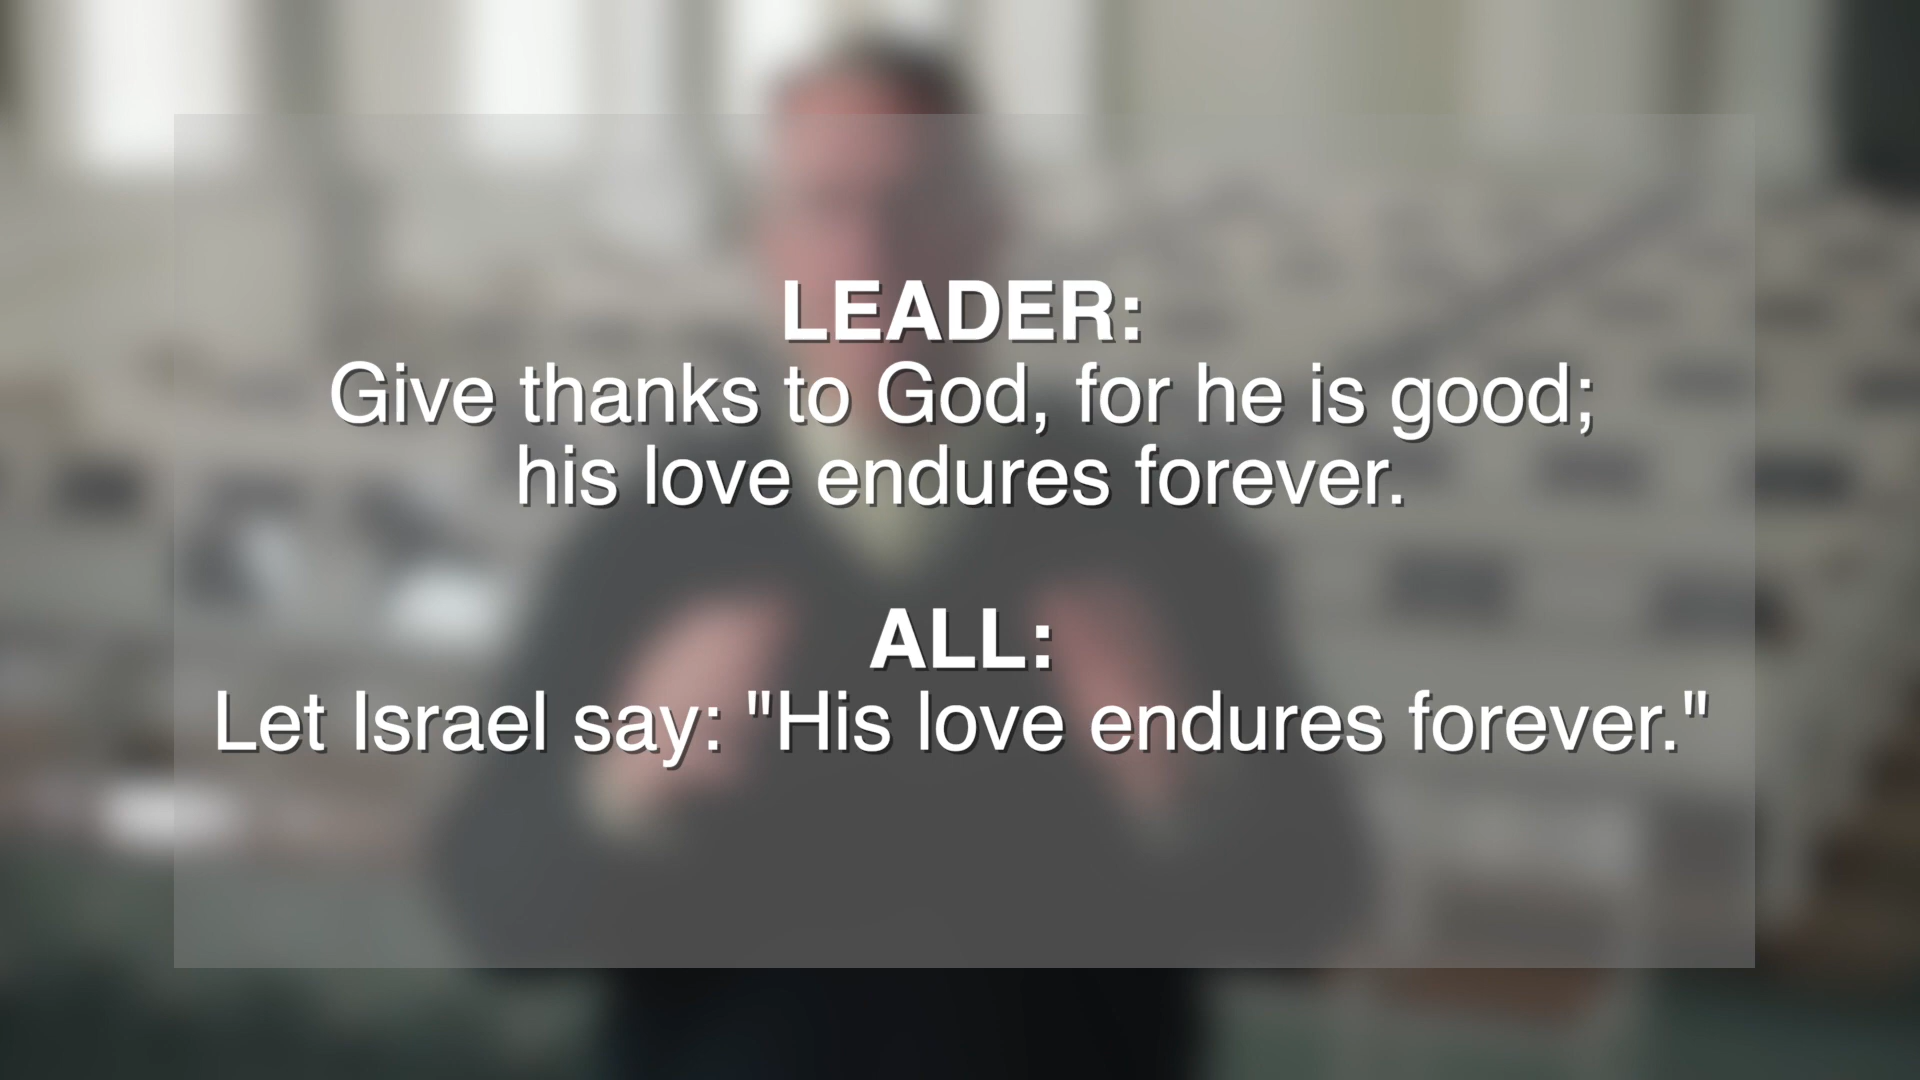 LEADER:
Give thanks to God, for he is good;
his love endures forever.
ALL:
Let Israel say: "His love endures forever."